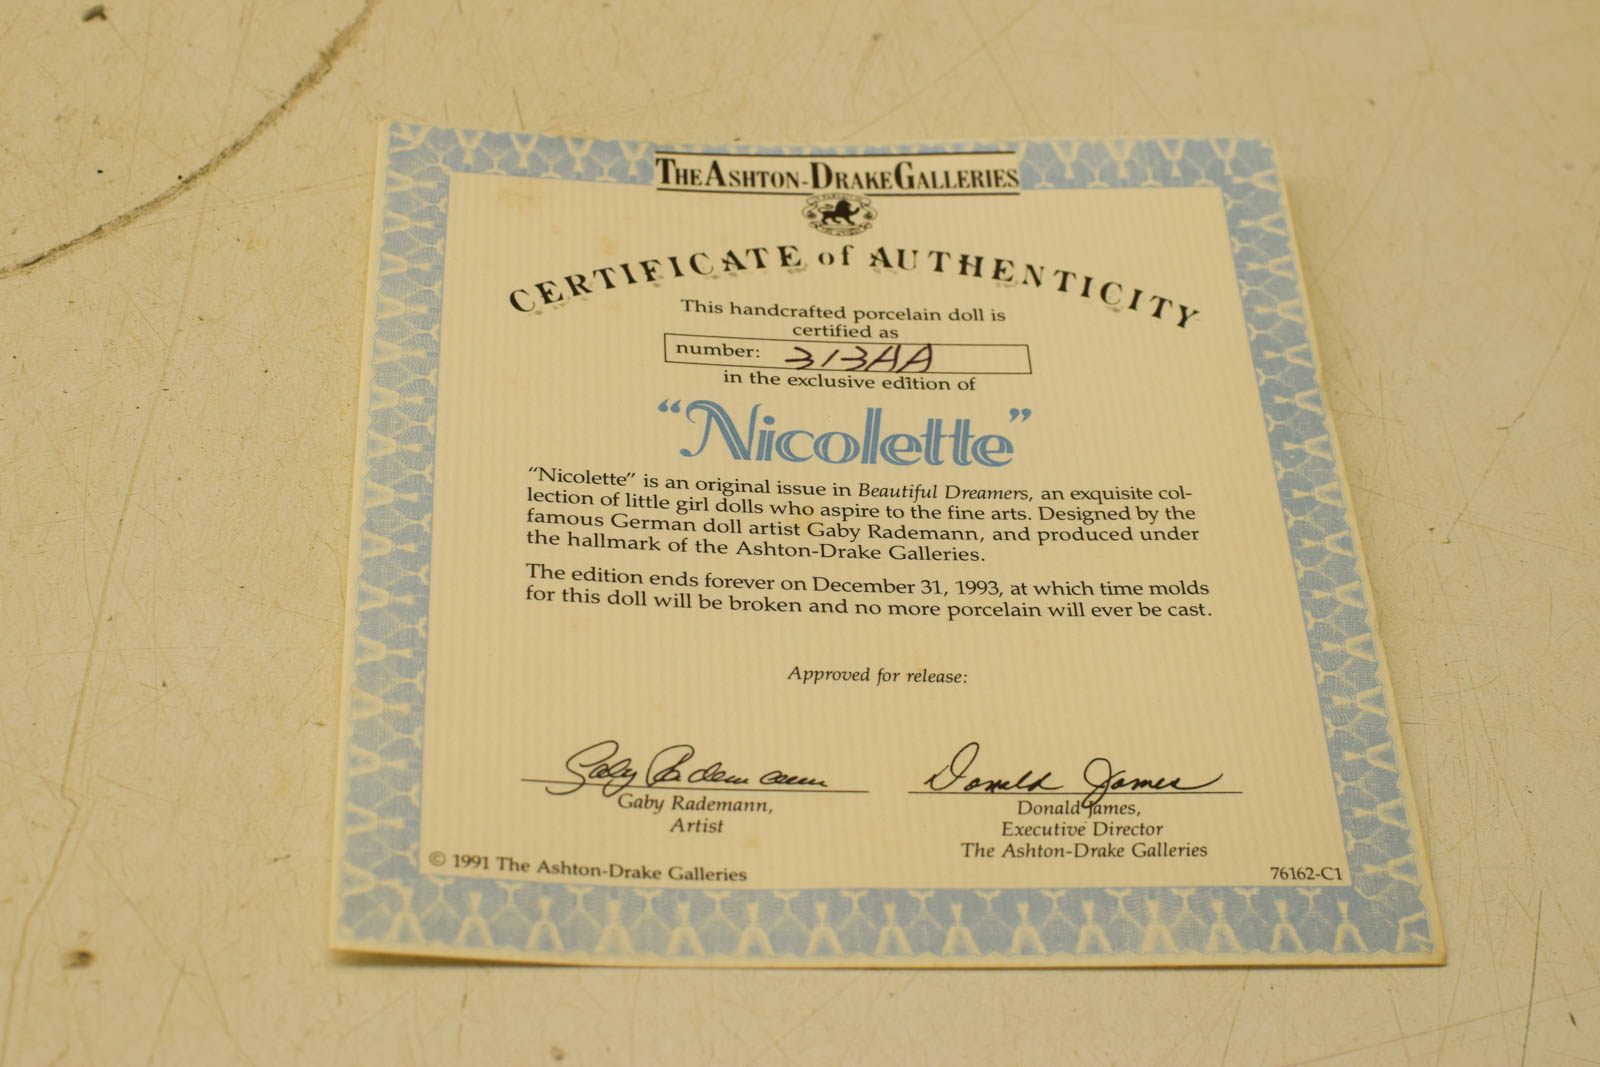 THE ASHTON-DRAKE GALLERIES
CERTIFICATE of AUTHENTICITY
This handcrafted porcelain doll is
certified as
number: 313AA
in the exclusive edition of
“Nicolette”
“Nicolette” is an original issue in Beautiful Dreamers, an exquisite col-
lection of little girl dolls who aspire to the fine arts. Designed by the
famous German doll artist Gaby Rademann, and produced under
the hallmark of the Ashton-Drake Galleries.
The edition ends forever on December 31, 1993, at which time molds
for this doll will be broken and no more porcelain will ever be cast.
Approved for release:
Gaby Rademann
Gaby Rademann,
Artist
Donald James
Donald James,
Executive Director
The Ashton-Drake Galleries
© 1991 The Ashton-Drake Galleries
76162-C1